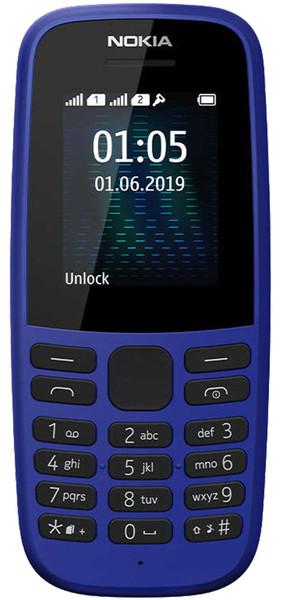 NOKIA
1 2
01:05
01.06.2019
Unlock
1 2 abc def 3
4 ghi 5 jkl mno 6
7 pqrs 8 tuv wxyz 9
* + 0 #